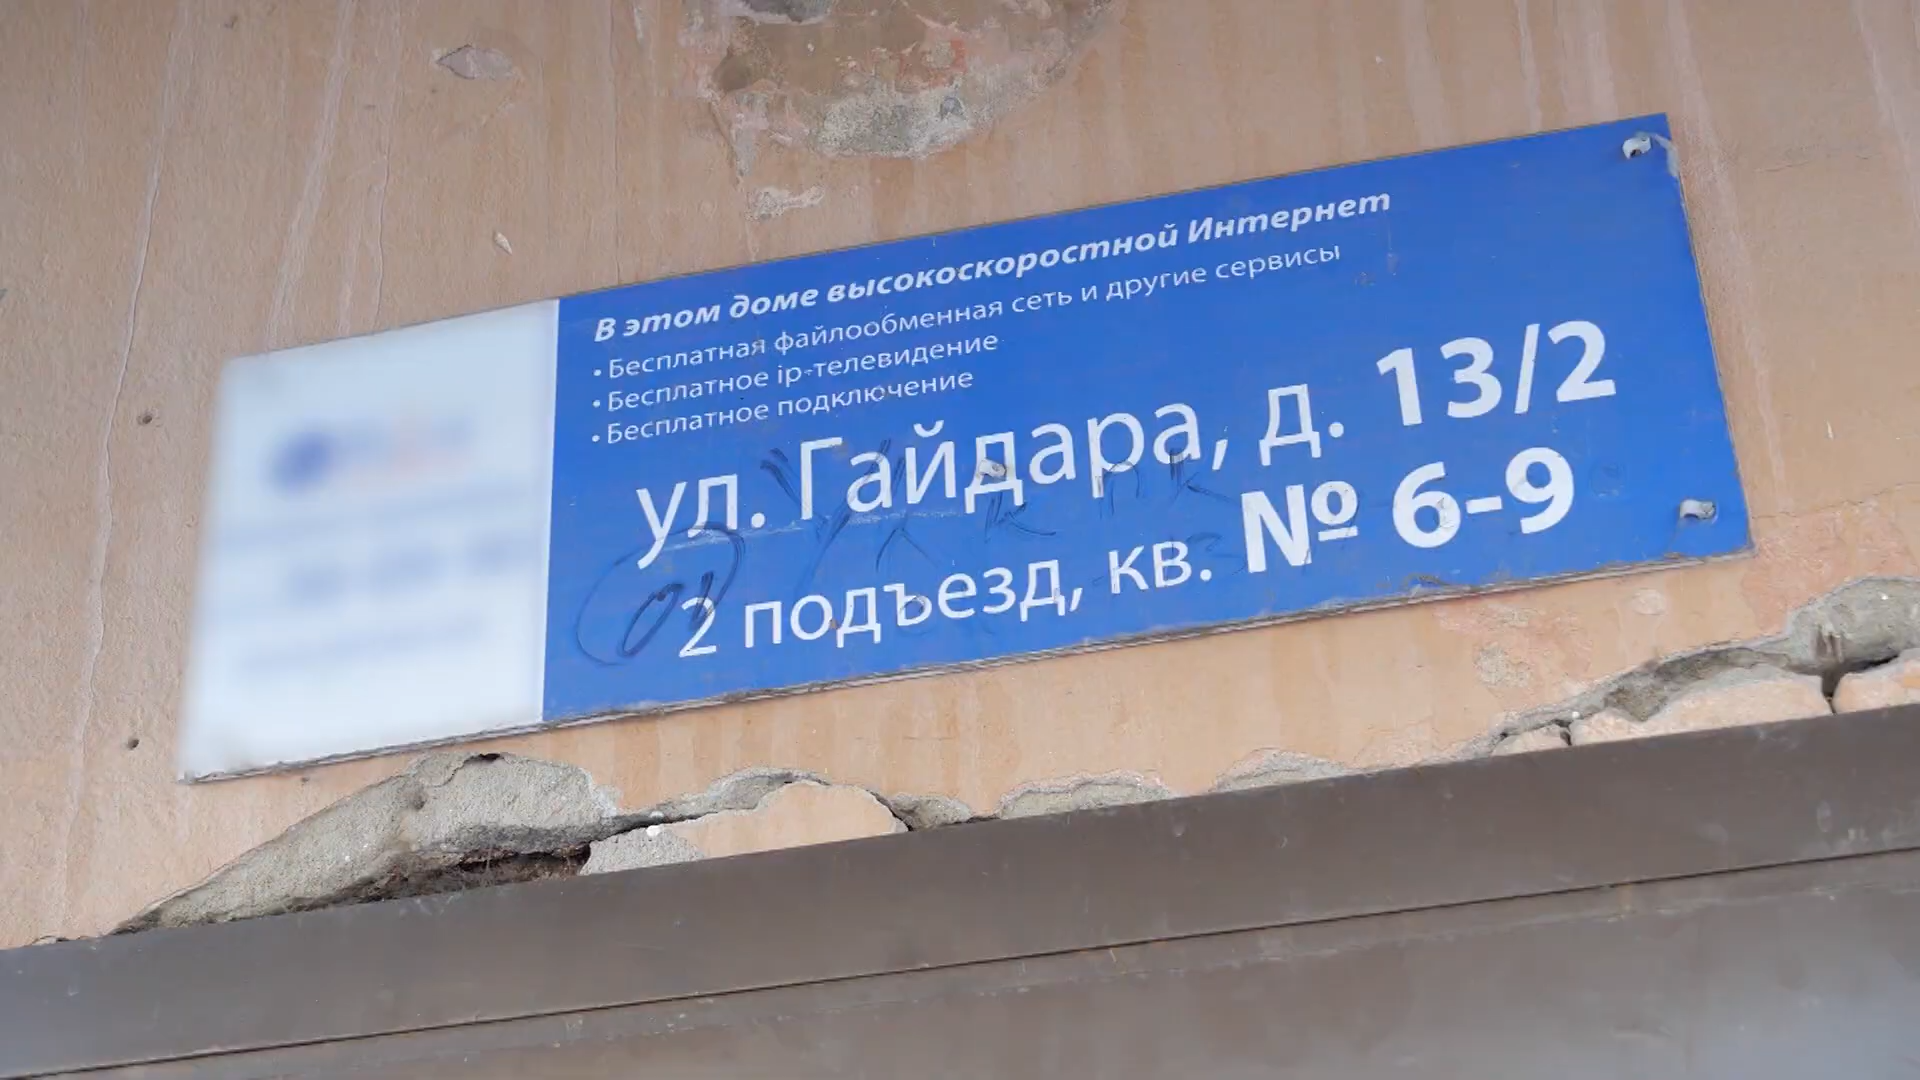 В этом доме высокоскоростной Интернет
• Бесплатная файлообменная сеть и другие сервисы
• Бесплатное ip-телевидение
• Бесплатное подключение
ул. Гайдара, д. 13/2
2 подъезд, кв. № 6-9